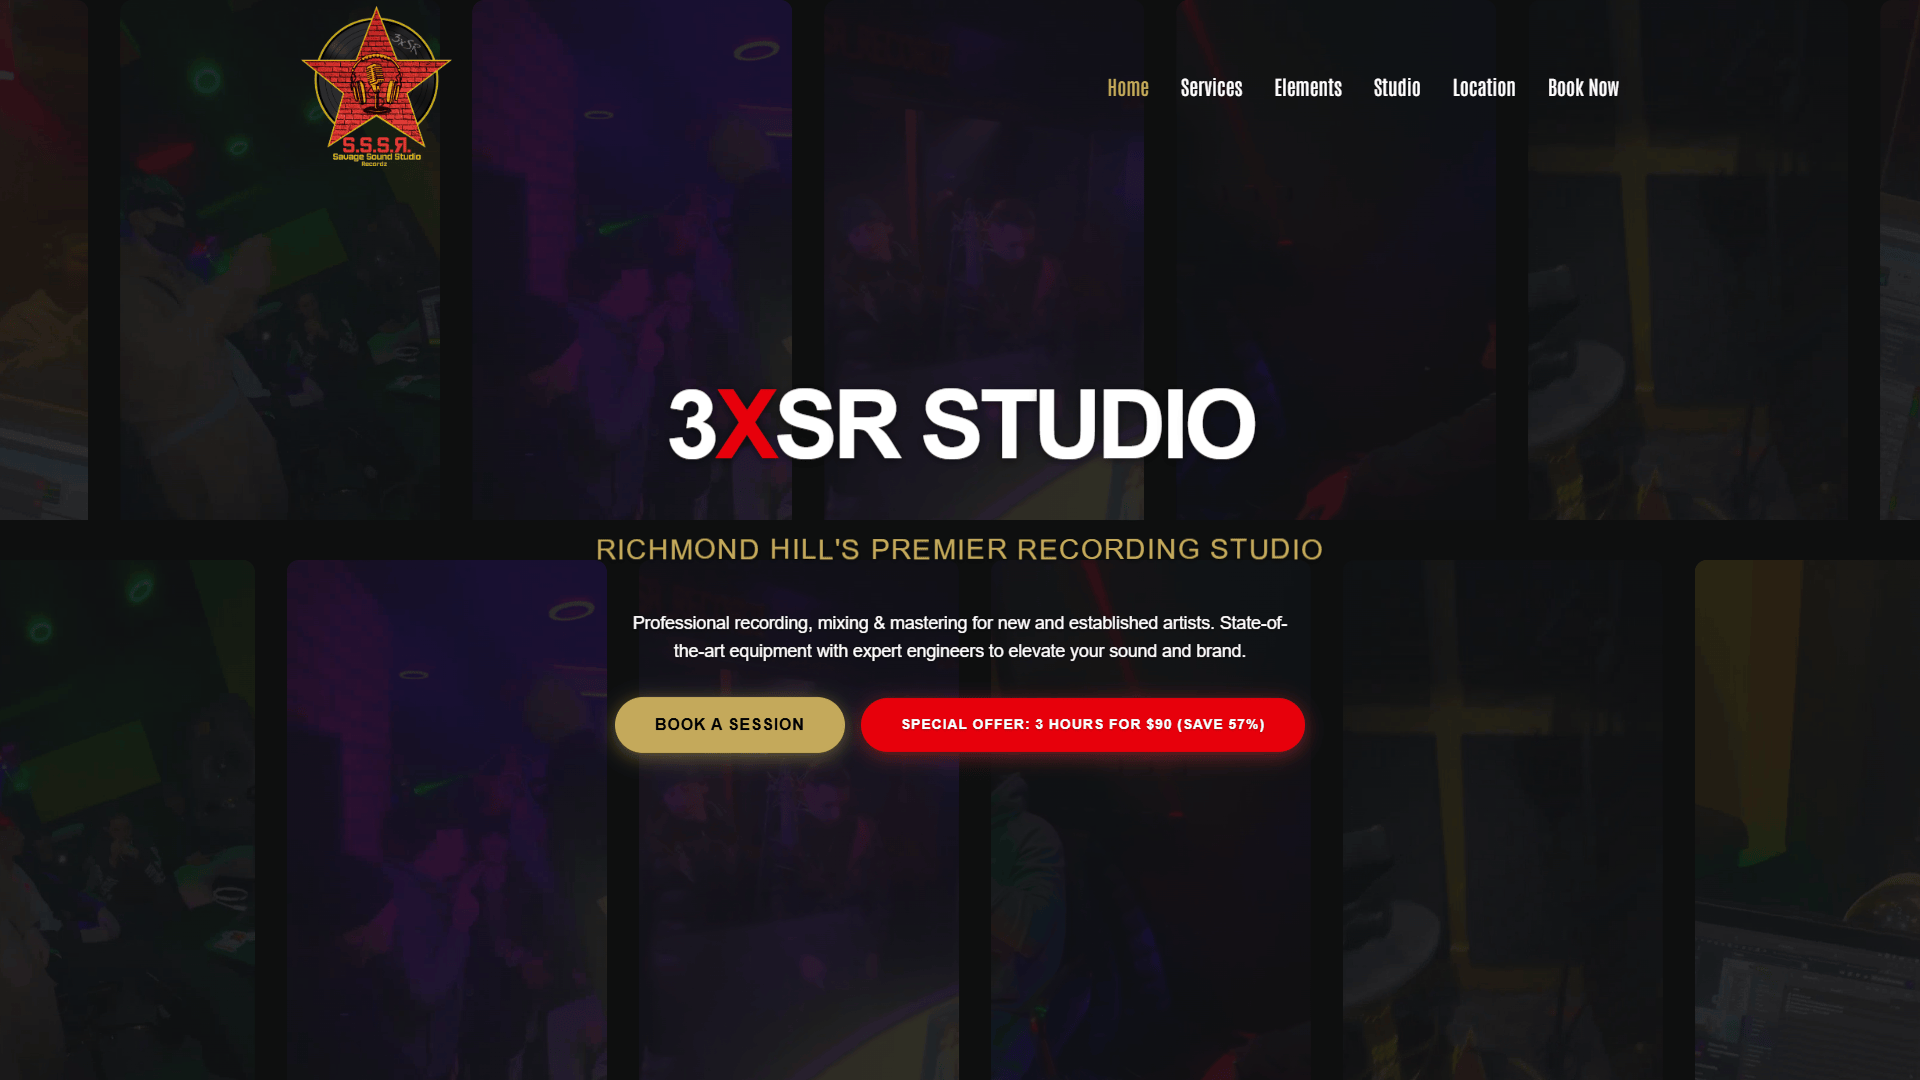 3xSR
S.S.S.Я.
Savage Sound Studio
Recordz
Home
Services
Elements
Studio
Location
Book Now
3XSR STUDIO
RICHMOND HILL'S PREMIER RECORDING STUDIO
Professional recording, mixing & mastering for new and established artists. State-of-
the-art equipment with expert engineers to elevate your sound and brand.
BOOK A SESSION
SPECIAL OFFER: 3 HOURS FOR $90 (SAVE 57%)